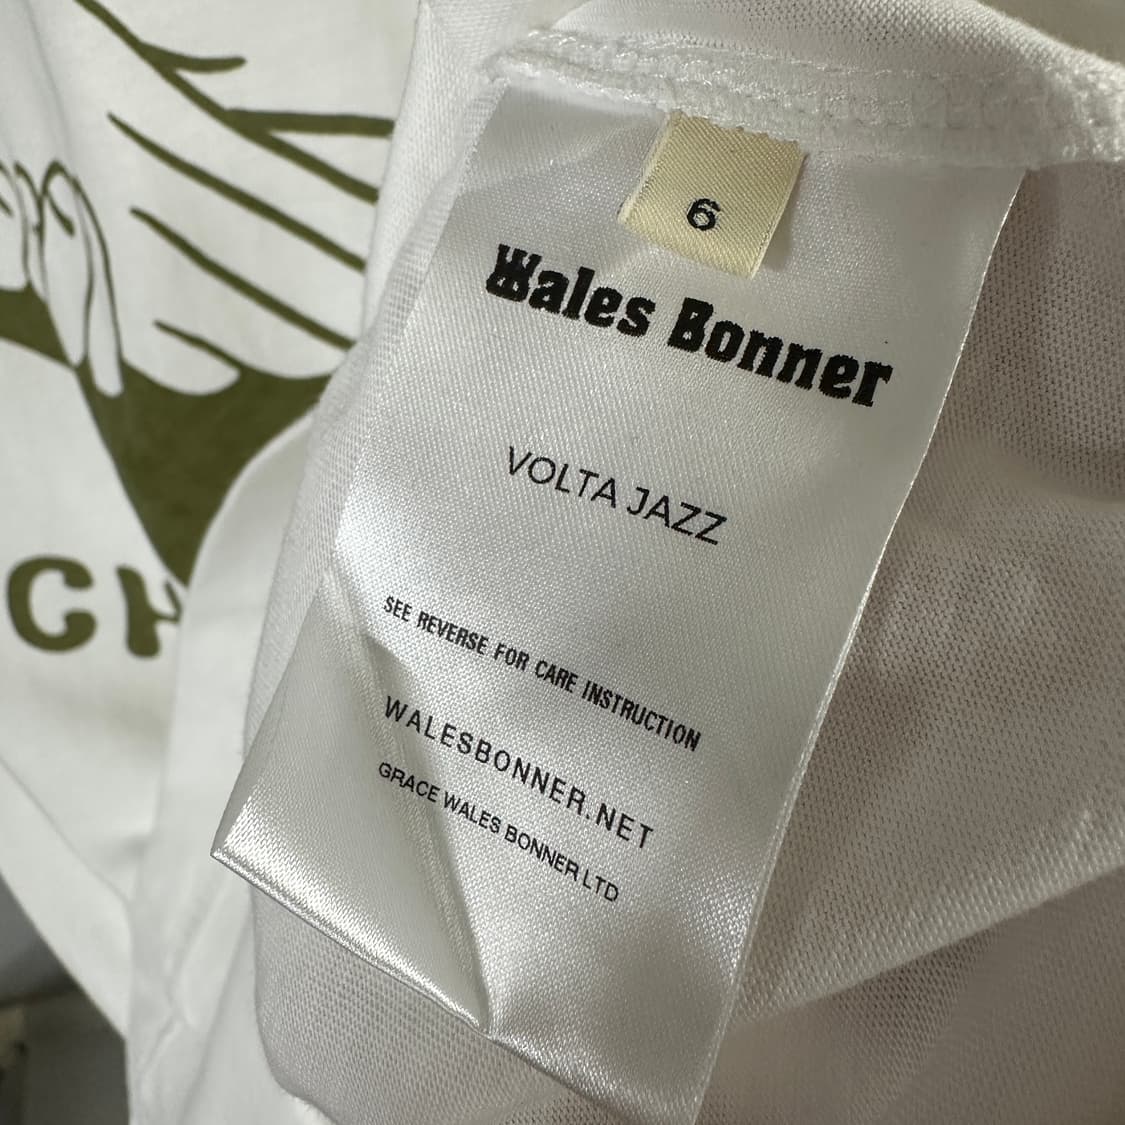 6
Wales Bonner
VOLTA JAZZ
SEE REVERSE FOR CARE INSTRUCTION
WALESBONNER.NET
GRACE WALES BONNER LTD
CH